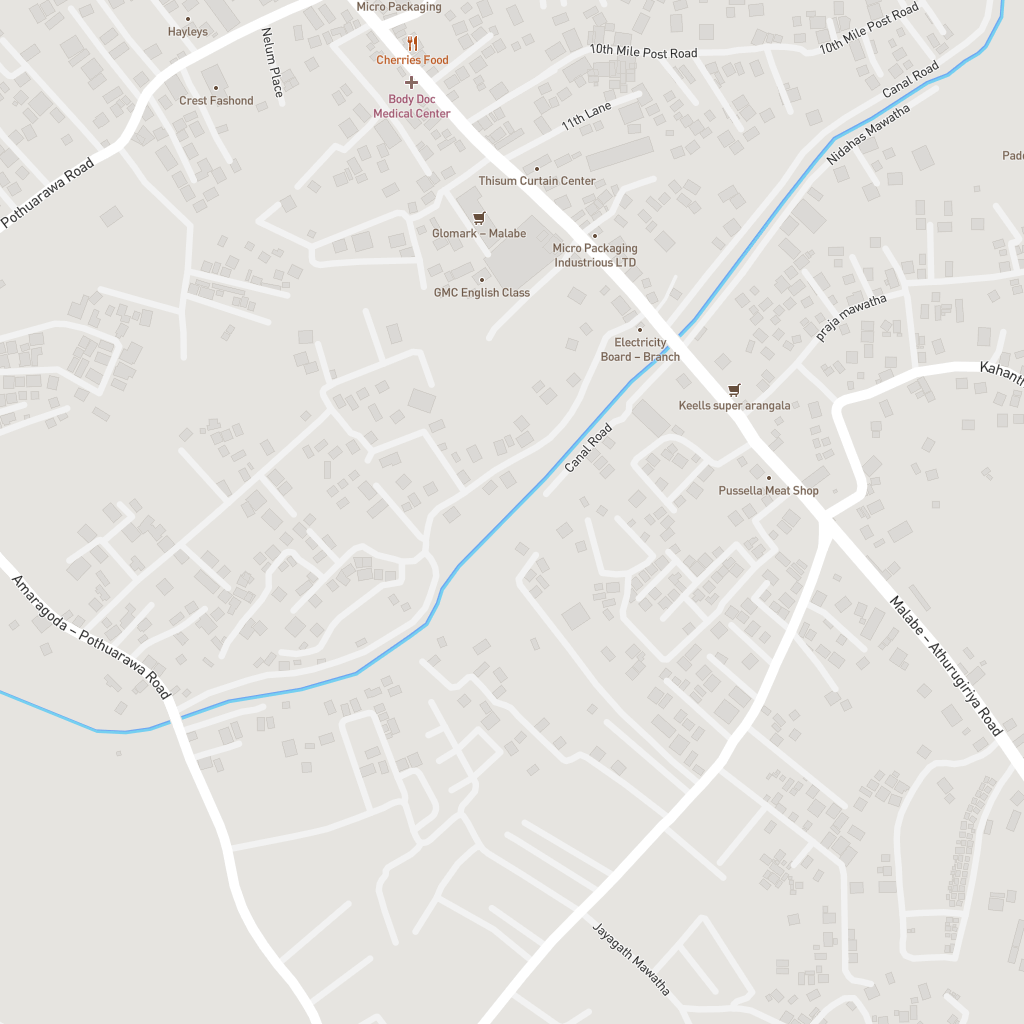 Micro Packaging
Hayleys
Nelum Place
Cherries Food
10th Mile Post Road
10th Mile Post Road
Canal Road
Crest Fashond
Body Doc
Medical Center
11th Lane
Nidahas Mawatha
Pothuarawa Road
Thisum Curtain Center
Glomark – Malabe
Micro Packaging
Industrious LTD
GMC English Class
praja mawatha
Electricity
Board – Branch
Keells super arangala
Canal Road
Pussella Meat Shop
Amaragoda – Pothuarawa Road
Malabe – Athurugiriya Road
Jayagath Mawatha